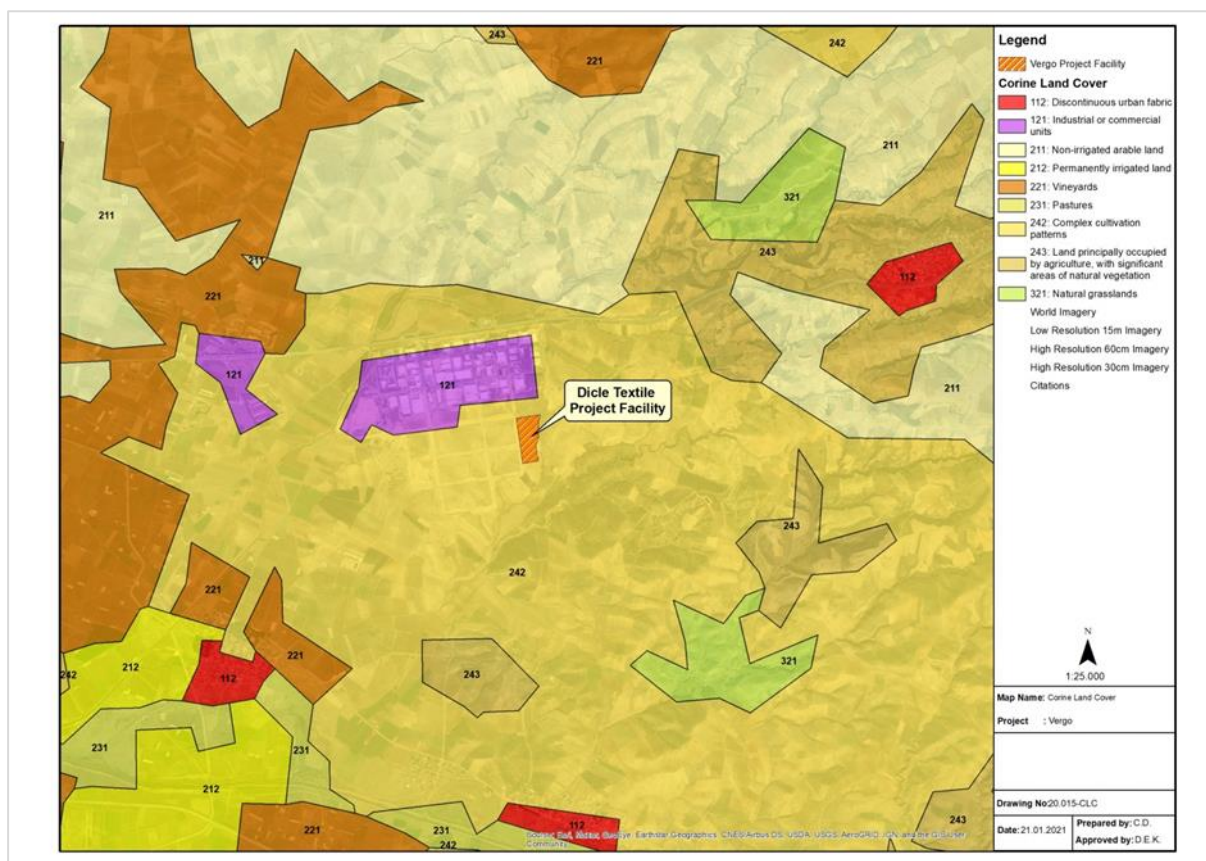 243
242
221
Legend
Vergo Project Facility
Corine Land Cover
112: Discontinuous urban fabric
121: Industrial or commercial
units
211: Non-irrigated arable land
212: Permanently irrigated land
221: Vineyards
231: Pastures
242: Complex cultivation
patterns
243: Land principally occupied
by agriculture, with significant
areas of natural vegetation
321: Natural grasslands
World Imagery
Low Resolution 15m Imagery
High Resolution 60cm Imagery
High Resolution 30cm Imagery
Citations
211
321
211
243
211
112
221
121
121
211
Dicle Textile
Project Facility
243
242
221
221
243
321
212
242
112
231
231
212
221
231
242
112
243
Community
N
1:25.000
Map Name: Corine Land Cover
Project : Vergo
Drawing No:20.015-CLC
Date:21.01.2021
Prepared by:C.D.
Approved by:D.E.K.